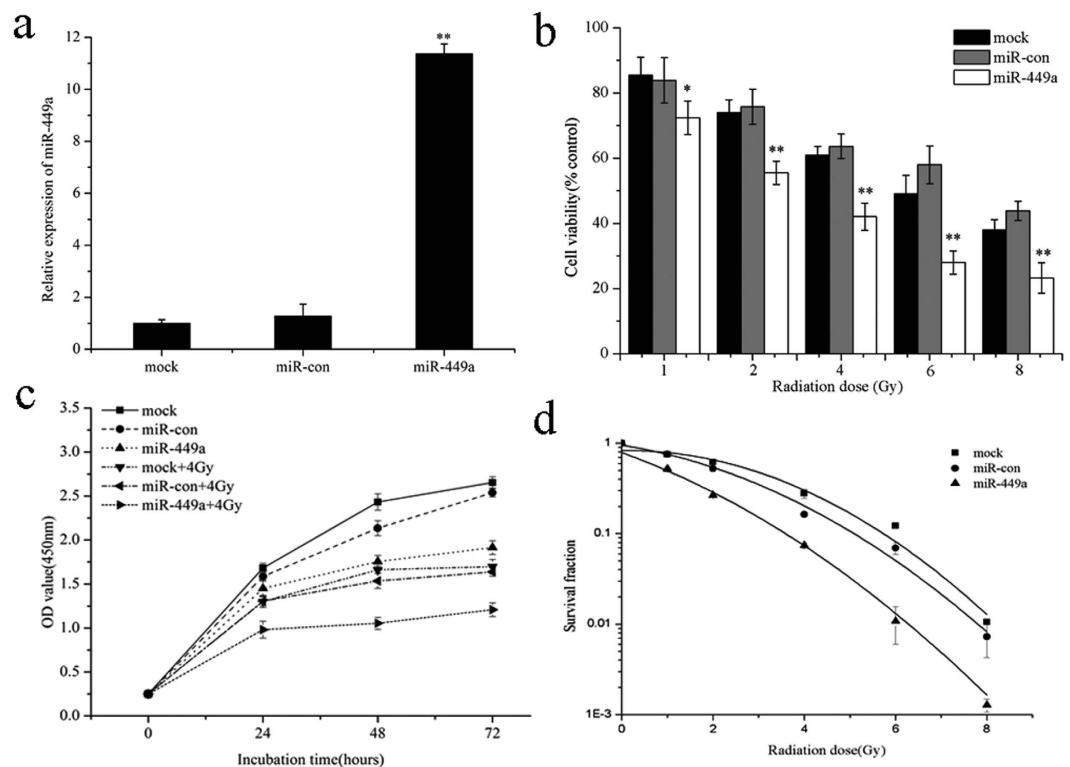 a
12
10
8
6
4
2
0
Relative expression of miR-449a
**
mock
miR-con
miR-449a
b
100
80
60
40
20
0
Cell viability(% control)
mock
miR-con
miR-449a
*
**
**
**
**
1
2
4
6
8
Radiation dose (Gy)
c
3.5
3.0
2.5
2.0
1.5
1.0
0.5
0.0
OD value(450nm)
mock
miR-con
miR-449a
mock+4Gy
miR-con+4Gy
miR-449a+4Gy
0
24
48
72
Incubation time(hours)
d
1
0.1
0.01
1E-3
Survival fraction
mock
miR-con
miR-449a
0
2
4
6
8
Radiation dose(Gy)